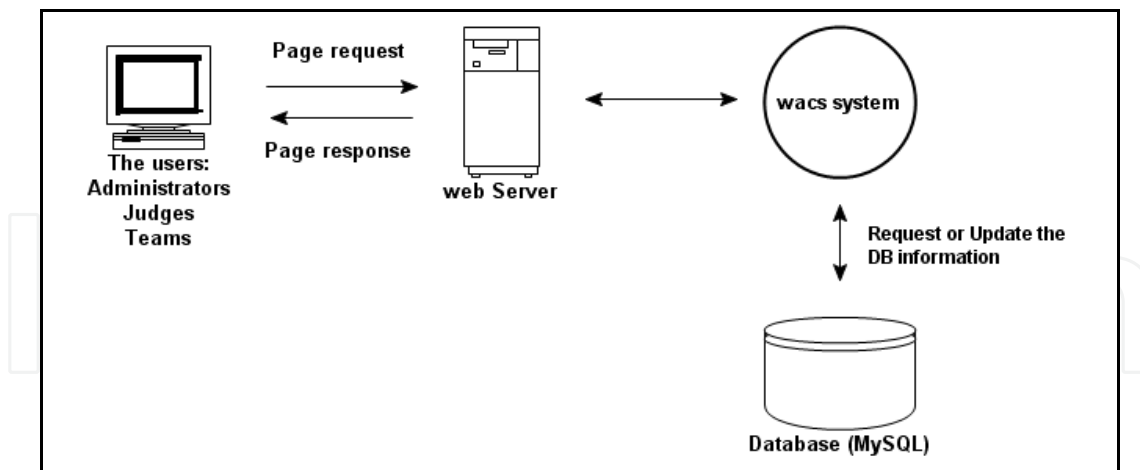 Page request
Page response
The users:
Administrators
Judges
Teams
web Server
wacs system
Request or Update the
DB information
Database (MySQL)